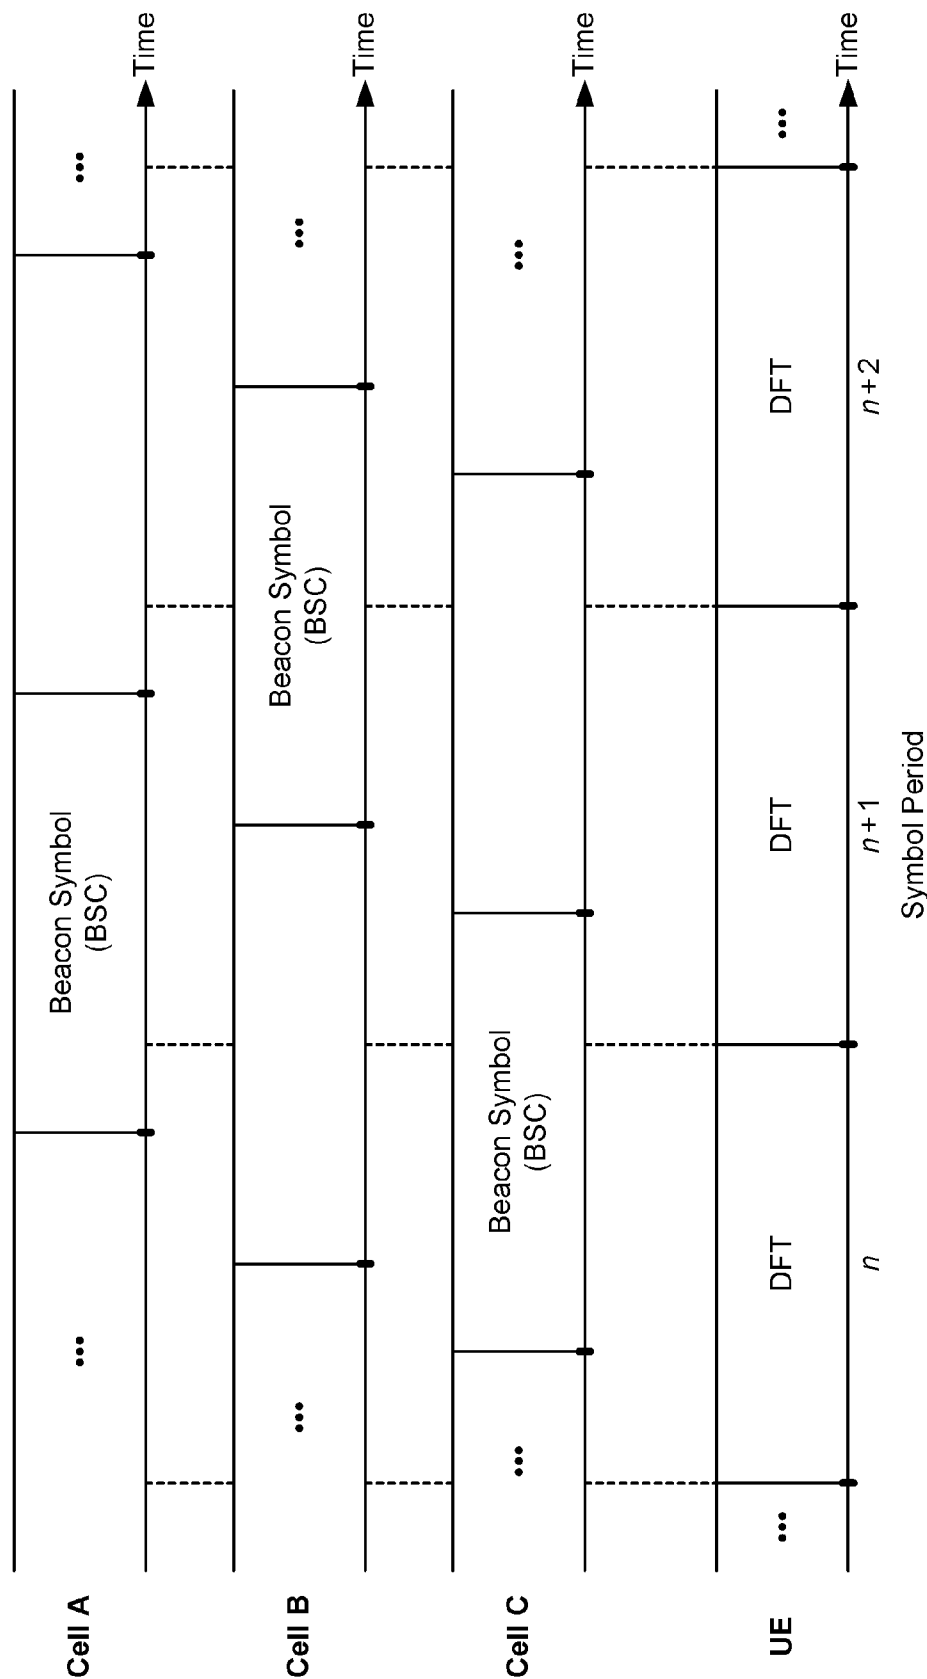 Cell A
•••
Beacon Symbol
(BSC)
•••
Time
Cell B
•••
Beacon Symbol
(BSC)
•••
Time
Cell C
•••
Beacon Symbol
(BSC)
•••
Time
UE
•••
DFT
DFT
DFT
•••
Time
n
n + 1
n + 2
Symbol Period